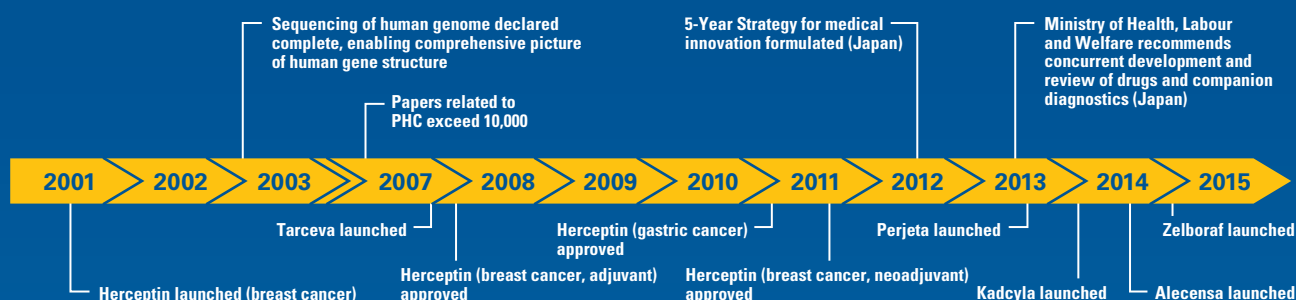 Sequencing of human genome declared
complete, enabling comprehensive picture
of human gene structure
Papers related to
PHC exceed 10,000
5-Year Strategy for medical
innovation formulated (Japan)
Ministry of Health, Labour
and Welfare recommends
concurrent development and
review of drugs and companion
diagnostics (Japan)
2001 2002 2003 2007 2008 2009 2010 2011 2012 2013 2014 2015
Tarceva launched
Herceptin (gastric cancer)
approved
Perjeta launched
Zelboraf launched
Herceptin launched (breast cancer)
Herceptin (breast cancer, adjuvant)
approved
Herceptin (breast cancer, neoadjuvant)
approved
Kadcyla launched
Alecensa launched